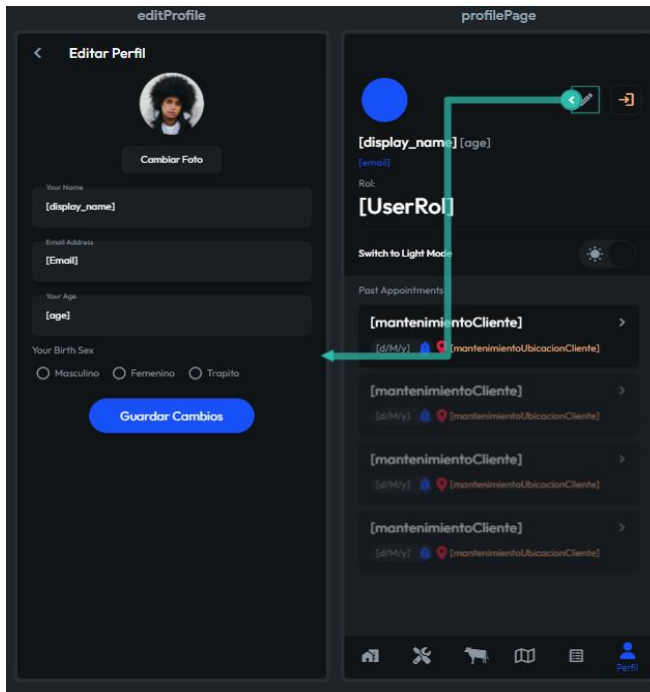 editProfile
Editar Perfil
Cambiar Foto
Your Name
[display_name]
Email Address
[Email]
Your Age
[age]
Your Birth Sex
Masculino Femenino Trapito
Guardar Cambios
profilePage
[display_name] [age]
[email]
Rol:
[UserRol]
Switch to Light Mode
Past Appointments
[mantenimientoCliente]
[d/M/y] [mantenimientoUbicacionCliente]
[mantenimientoCliente]
[d/M/y] [mantenimientoUbicacionCliente]
[mantenimientoCliente]
[d/M/y] [mantenimientoUbicacionCliente]
[mantenimientoCliente]
[d/M/y] [mantenimientoUbicacionCliente]
Perfil